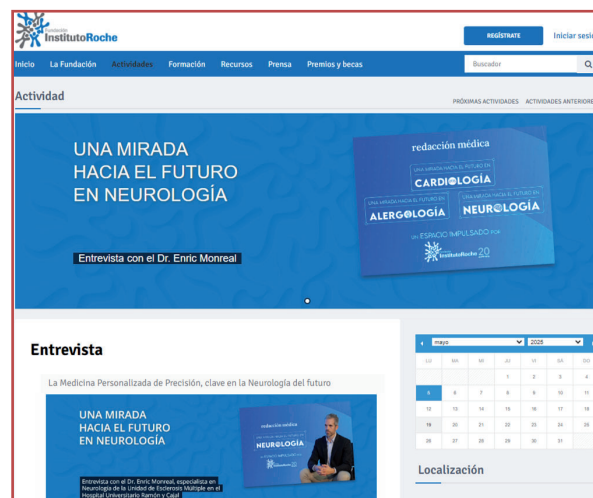 Fundación
InstitutoRoche
REGÍSTRATE
Iniciar sesió
Inicio La Fundación Actividades Formación Recursos Prensa Premios y becas
Buscador
Actividad
PRÓXIMAS ACTIVIDADES ACTIVIDADES ANTERIORE
UNA MIRADA
HACIA EL FUTURO
EN NEUROLOGÍA
Entrevista con el Dr. Enric Monreal
redacción médica
UNA MIRADA HACIA EL FUTURO EN
CARDIOLOGÍA
UNA MIRADA HACIA EL FUTURO EN
ALERGOLOGÍA
UNA MIRADA HACIA EL FUTURO EN
NEUROLOGÍA
UN ESPACIO IMPULSADO POR
InstitutoRoche 20
Entrevista
La Medicina Personalizada de Precisión, clave en la Neurología del futuro
UNA MIRADA
HACIA EL FUTURO
EN NEUROLOGÍA
Entrevista con el Dr. Enric Monreal, especialista en
Neurología de la Unidad de Esclerosis Múltiple en el
Hospital Universitario Ramón y Cajal
redacción médica
NEUROLOGÍA
mayo 2025
LU MA MI JU VI SÁ DO
1 2 3 4
5 6 7 8 9 10 11
12 13 14 15 16 17 18
19 20 21 22 23 24 25
26 27 28 29 30 31
Localización